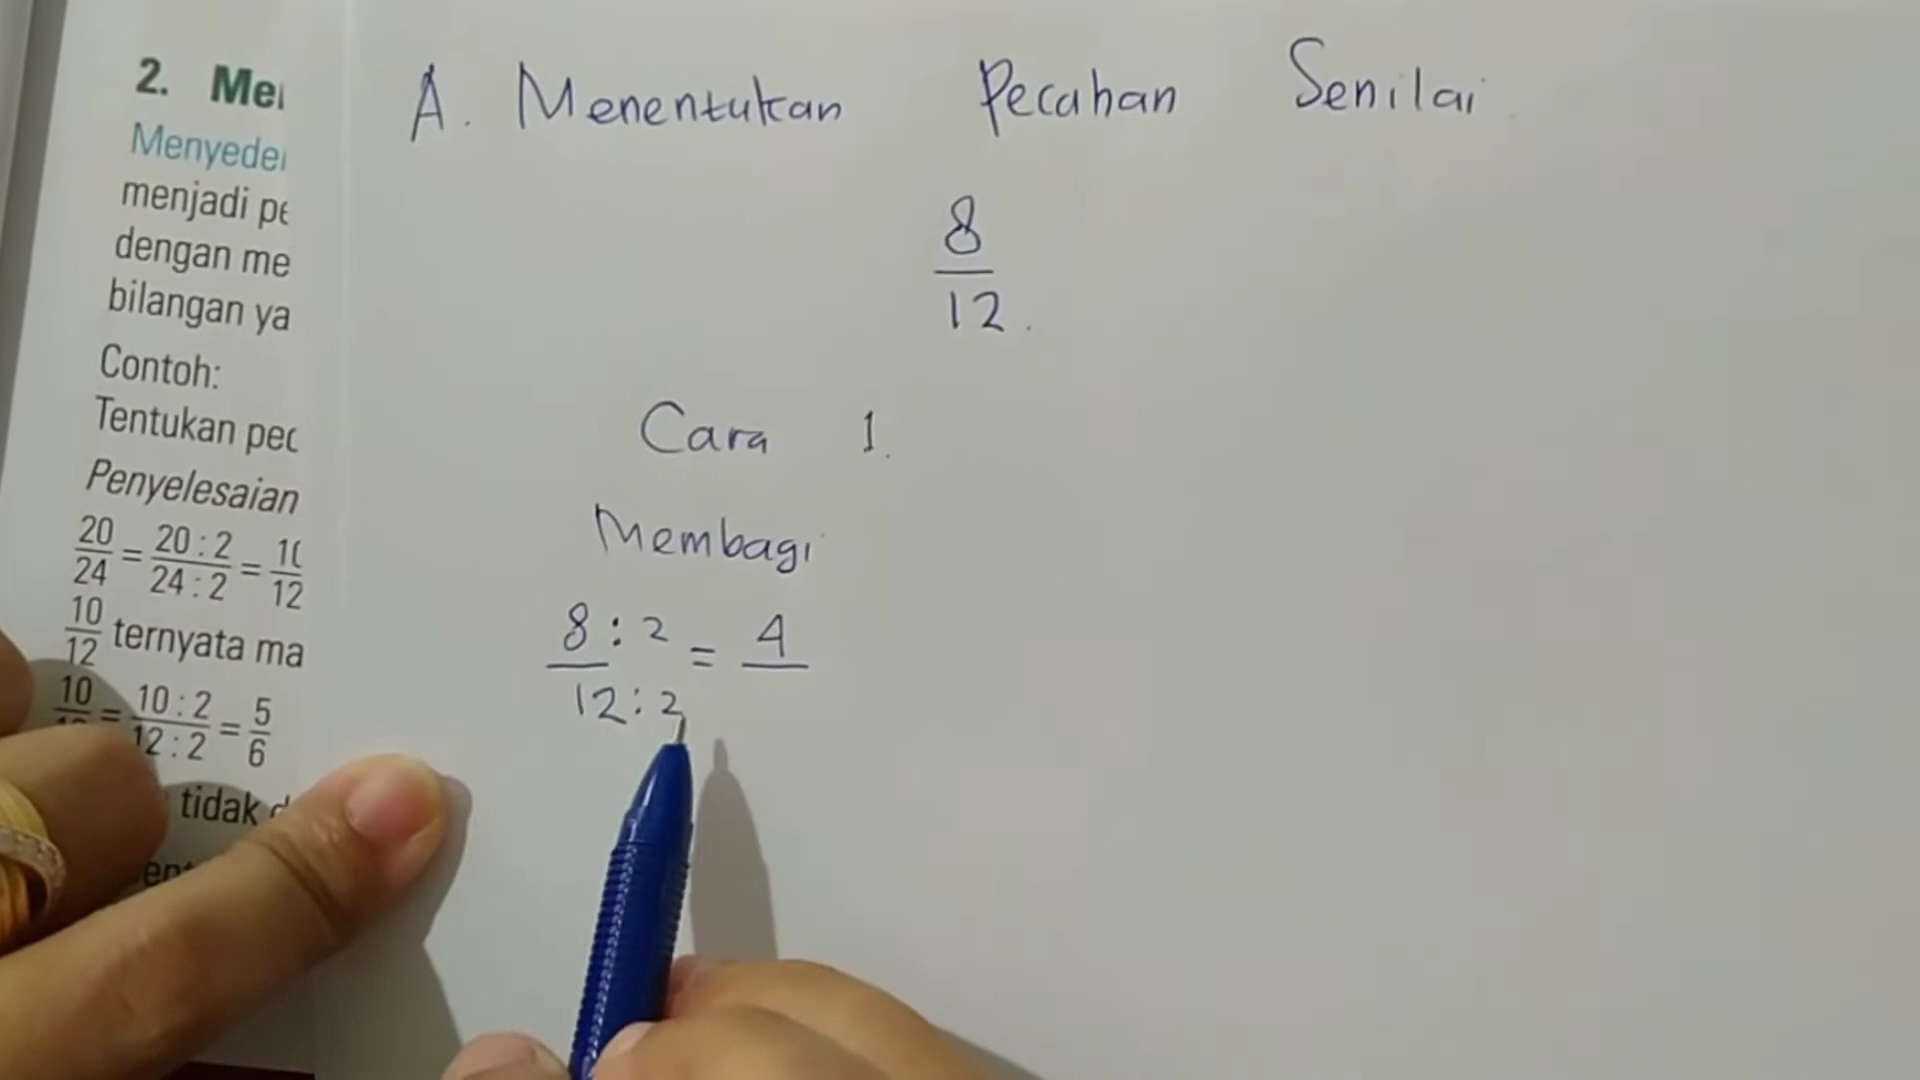 2. Me
Menyede
menjadi pe
dengan me
bilangan ya
Contoh:
Tentukan pec
Penyelesaian
20/24 = 20 : 2/24 : 2 = 10/12
10/12 ternyata ma
10 = 10 : 2/12 : 2 = 5/6
tidak
A. Menentukan Pecahan Senilai
8/12.
Cara 1.
Membagi
8 : 2/12 : 2 = 4/